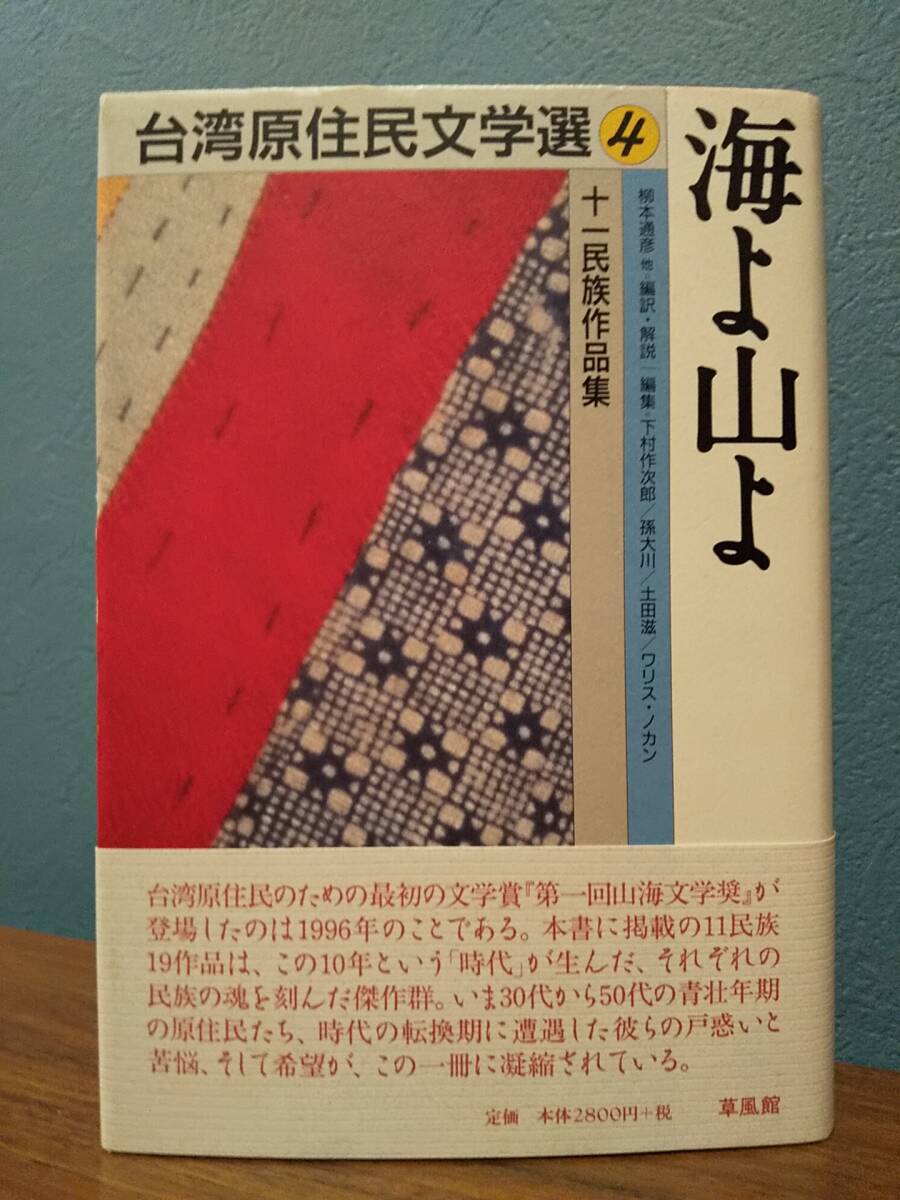 台湾原住民文学選4
海よ山よ
柳本通彦 他=編訳・解説|編集=下村作次郎/孫大川/土田滋/ワリス・ノカン
十一民族作品集
台湾原住民のための最初の文学賞『第一回山海文学奨』が
登場したのは1996年のことである。本書に掲載の11民族
19作品は、この10年という「時代」が生んだ、それぞれの
民族の魂を刻んだ傑作群。いま30代から50代の青壮年期
の原住民たち、時代の転換期に遭遇した彼らの戸惑いと
苦悩、そして希望が、この一冊に凝縮されている。
定価 本体2800円+税 草風館